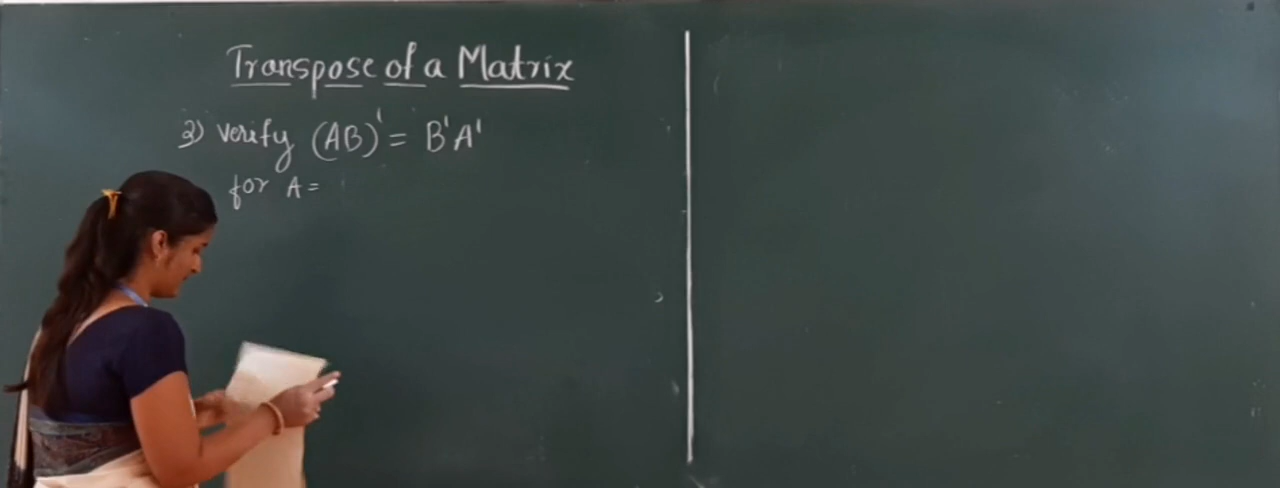 Transpose of a Matrix
2) Verify (AB)' = B'A'
for A =